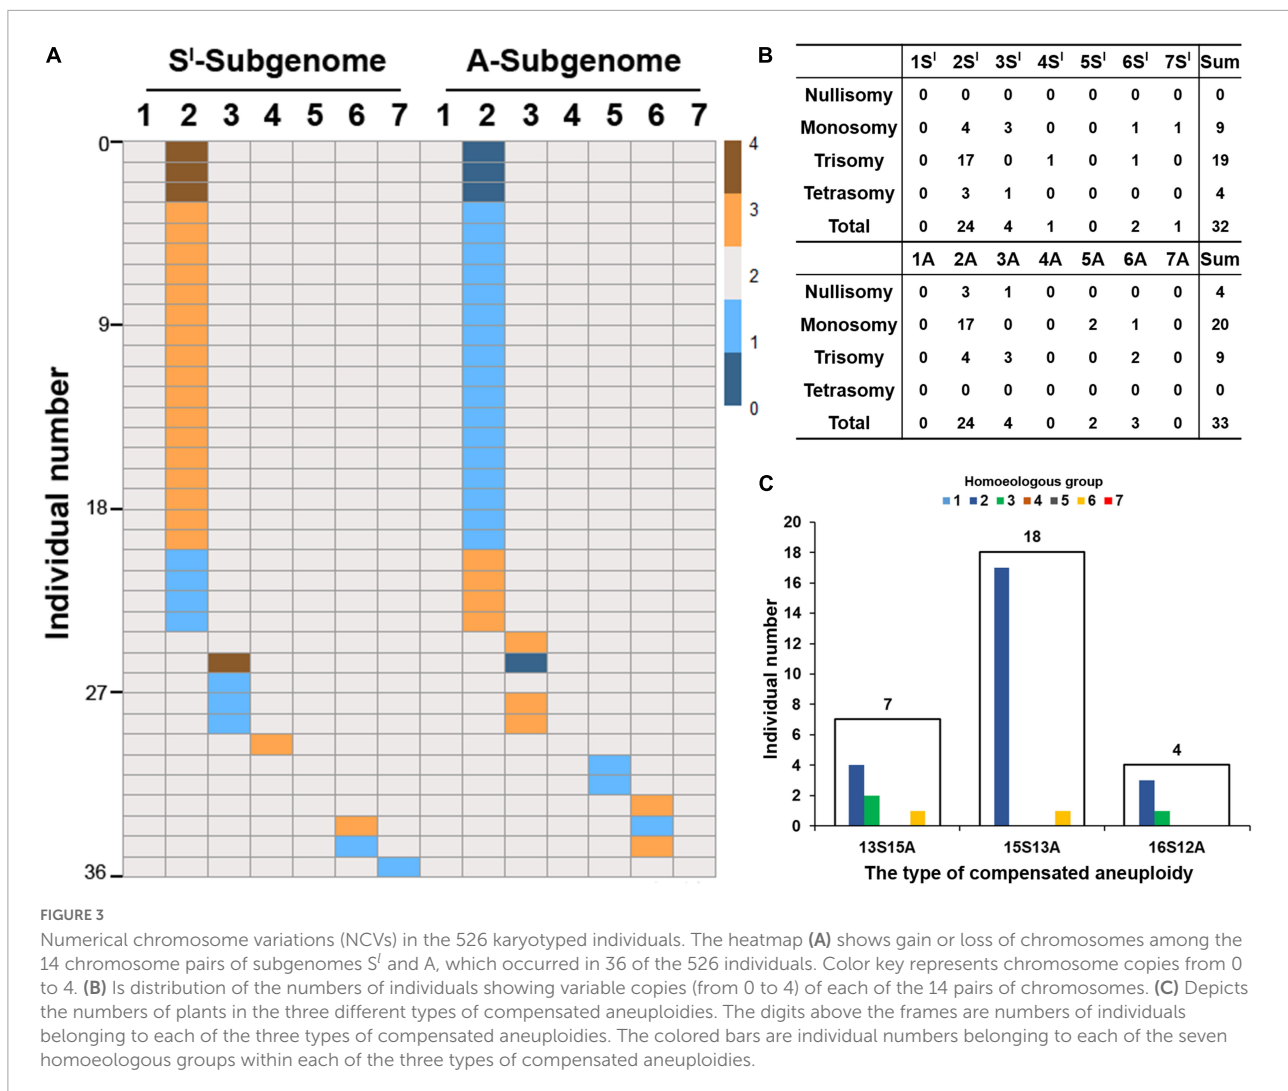 A
Sˡ-Subgenome A-Subgenome
1 2 3 4 5 6 7 1 2 3 4 5 6 7
0
9
18
27
36
Individual number
4
3
2
1
0
B
1Sˡ 2Sˡ 3Sˡ 4Sˡ 5Sˡ 6Sˡ 7Sˡ Sum
Nullisomy 0 0 0 0 0 0 0 0
Monosomy 0 4 3 0 0 1 1 9
Trisomy 0 17 0 1 0 1 0 19
Tetrasomy 0 3 1 0 0 0 0 4
Total 0 24 4 1 0 2 1 32
1A 2A 3A 4A 5A 6A 7A Sum
Nullisomy 0 3 1 0 0 0 0 4
Monosomy 0 17 0 0 2 1 0 20
Trisomy 0 4 3 0 0 2 0 9
Tetrasomy 0 0 0 0 0 0 0 0
Total 0 24 4 0 2 3 0 33
C
Homoeologous group
1 2 3 4 5 6 7
20
18
16
14
12
10
8
6
4
2
0
Individual number
7
18
4
13S15A 15S13A 16S12A
The type of compensated aneuploidy
FIGURE 3
Numerical chromosome variations (NCVs) in the 526 karyotyped individuals. The heatmap (A) shows gain or loss of chromosomes among the
14 chromosome pairs of subgenomes Sˡ and A, which occurred in 36 of the 526 individuals. Color key represents chromosome copies from 0
to 4. (B) Is distribution of the numbers of individuals showing variable copies (from 0 to 4) of each of the 14 pairs of chromosomes. (C) Depicts
the numbers of plants in the three different types of compensated aneuploidies. The digits above the frames are numbers of individuals
belonging to each of the three types of compensated aneuploidies. The colored bars are individual numbers belonging to each of the seven
homoeologous groups within each of the three types of compensated aneuploidies.